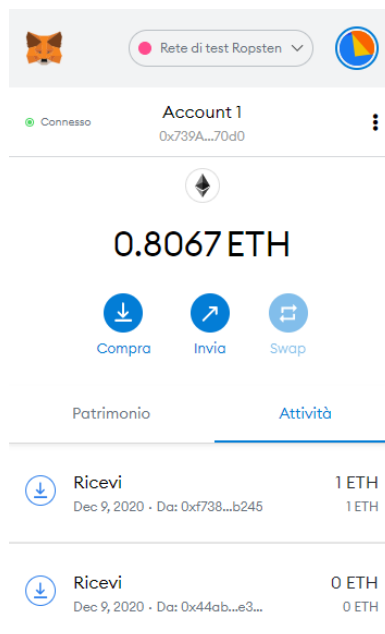 Rete di test Ropsten
Connesso
Account 1
0x739A...70d0
0.8067 ETH
Compra Invia Swap
Patrimonio Attività
Ricevi 1 ETH
Dec 9, 2020 · Da: 0xf738...b245 1 ETH
Ricevi 0 ETH
Dec 9, 2020 · Da: 0x44ab...e3... 0 ETH